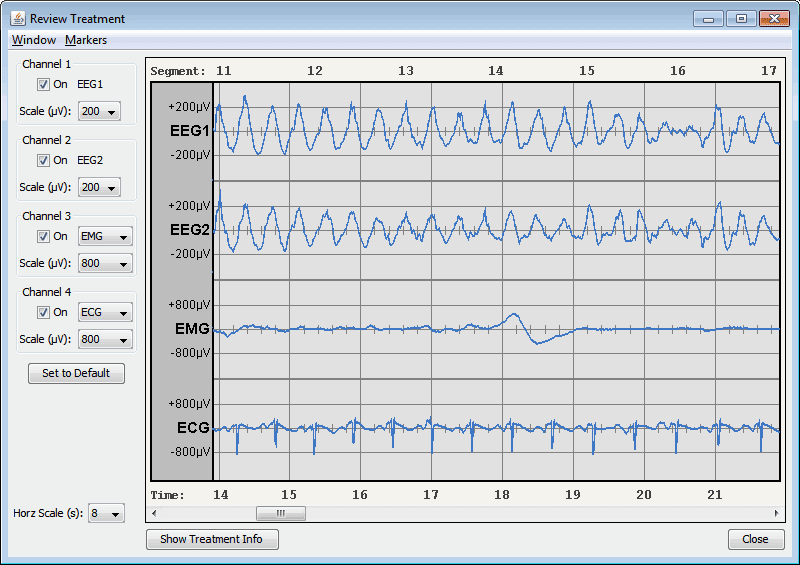 Review Treatment
Window Markers
Channel 1
On EEG1
Scale (µV): 200
Channel 2
On EEG2
Scale (µV): 200
Channel 3
On EMG
Scale (µV): 800
Channel 4
On ECG
Scale (µV): 800
Set to Default
Horz Scale (s): 8
Segment: 11 12 13 14 15 16 17
+200µV
EEG1
-200µV
+200µV
EEG2
-200µV
+800µV
EMG
-800µV
+800µV
ECG
-800µV
Time: 14 15 16 17 18 19 20 21
Show Treatment Info
Close